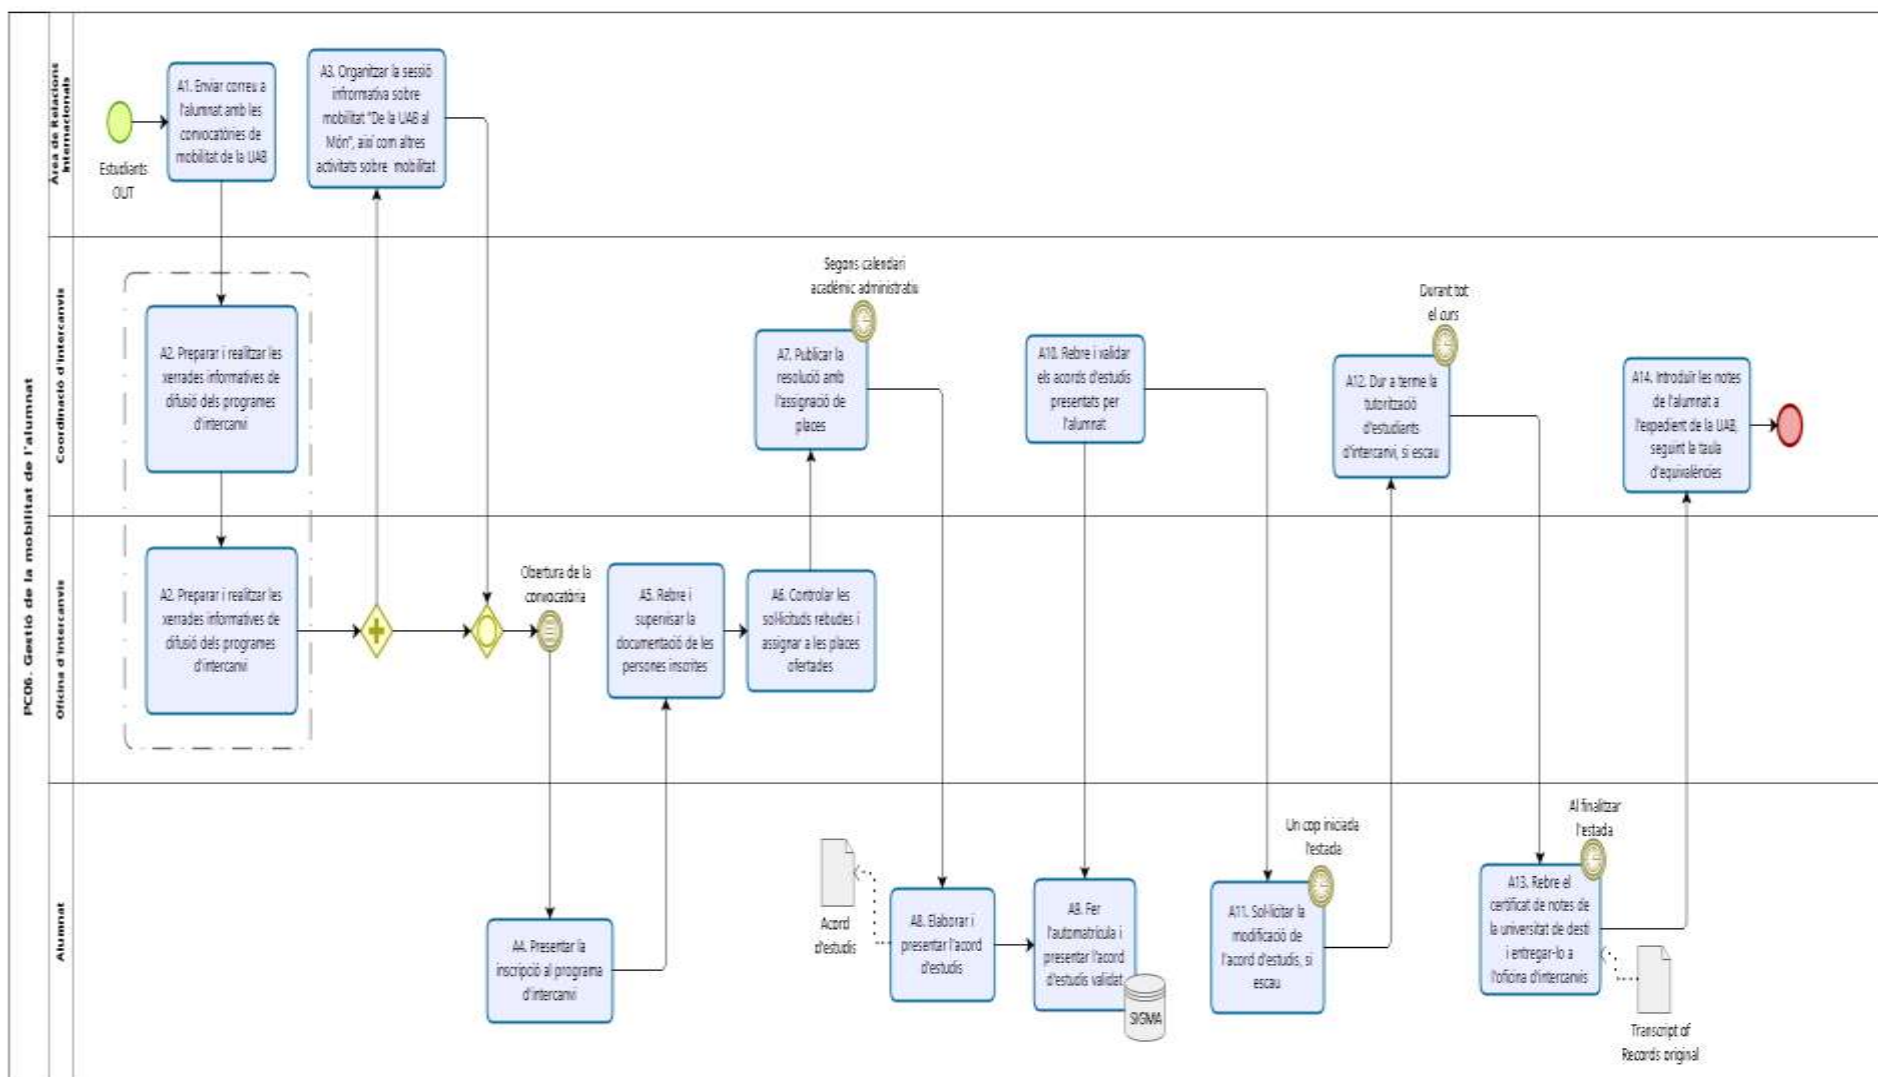 PC06. Gestió de la mobilitat de l'alumnat
Àrea de Relacions
Internacionals
Estudiants
OUT
A1. Enviar correu a
l'alumnat amb les
convocatòries de
mobilitat de la UAB
A3. Organitzar la sessió
infrormativa sobre
mobilitat "De la UAB al
Món", així com altres
activitats sobre mobilitat
Coordinació d'intercanvis
A2. Preparar i realitzar les
xerrades informatives de
difusió dels programes
d'intercanvi
Segons calendari
acadèmic administratiu
A7. Publicar la
resolució amb
l'assignació de
places
A10. Rebre i validar
els acords d'estudis
presentats per
l'alumnat
Durant tot
el curs
A12. Dur a terme la
tutorització
d'estudiants
d'intercanvi, si escau
A14. Introduir les notes
de l'alumnat a
l'expedient de la UAB,
seguint la taula
d'equivalències
Oficina d'intercanvis
A2. Preparar i realitzar les
xerrades informatives de
difusió dels programes
d'intercanvi
Obertura de la
convocatòria
A5. Rebre i
supervisar la
documentació de les
persones inscrites
A6. Controlar les
sol·licituds rebudes i
assignar a les places
ofertades
Alumnat
A4. Presentar la
inscripció al programa
d'intercanvi
Acord
d'estudis
A8. Elaborar i
presentar l'acord
d'estudis
A9. Fer
l'automatrícula i
presentar l'acord
d'estudis validat
SIGMA
Un cop iniciada
l'estada
A11. Sol·licitar la
modificació de
l'acord d'estudis, si
escau
Al finalitzar
l'estada
A13. Rebre el
certificat de notes de
la universitat de destí
i entregar-lo a
l'oficina d'intercanvis
Transcript of
Records original